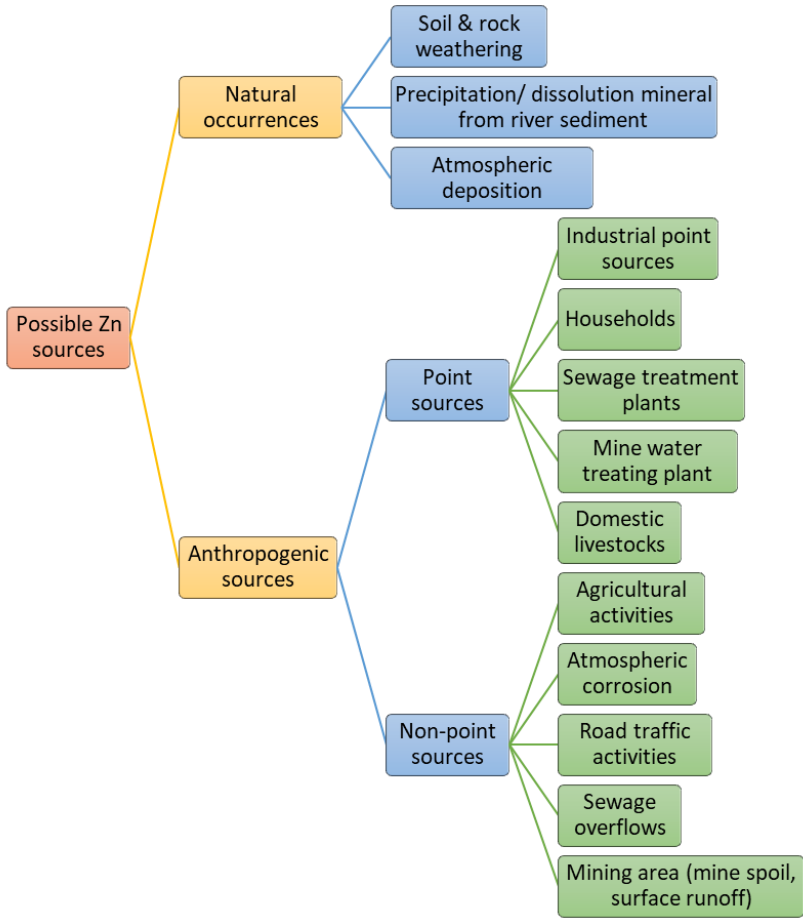 Soil & rock
weathering
Natural
occurrences
Precipitation/ dissolution mineral
from river sediment
Atmospheric
deposition
Possible Zn
sources
Anthropogenic
sources
Point
sources
Industrial point
sources
Households
Sewage treatment
plants
Mine water
treating plant
Domestic
livestocks
Non-point
sources
Agricultural
activities
Atmospheric
corrosion
Road traffic
activities
Sewage
overflows
Mining area (mine spoil,
surface runoff)